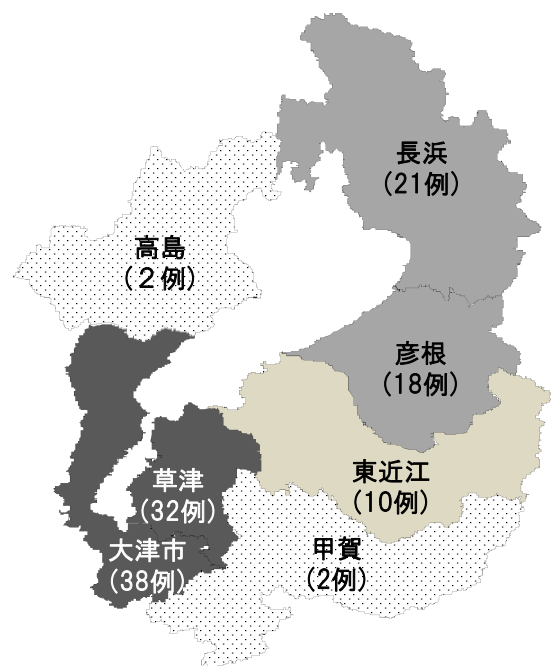 長浜
(21例)
高島
(２例)
彦根
(18例)
東近江
(10例)
草津
(32例)
大津市
(38例)
甲賀
(2例)